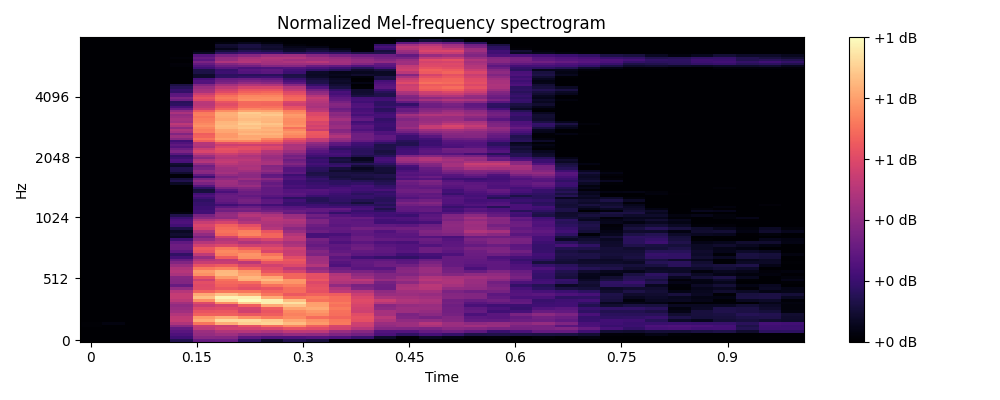 Normalized Mel-frequency spectrogram
Hz
4096
2048
1024
512
0
0 0.15 0.3 0.45 0.6 0.75 0.9
Time
+1 dB
+1 dB
+1 dB
+0 dB
+0 dB
+0 dB